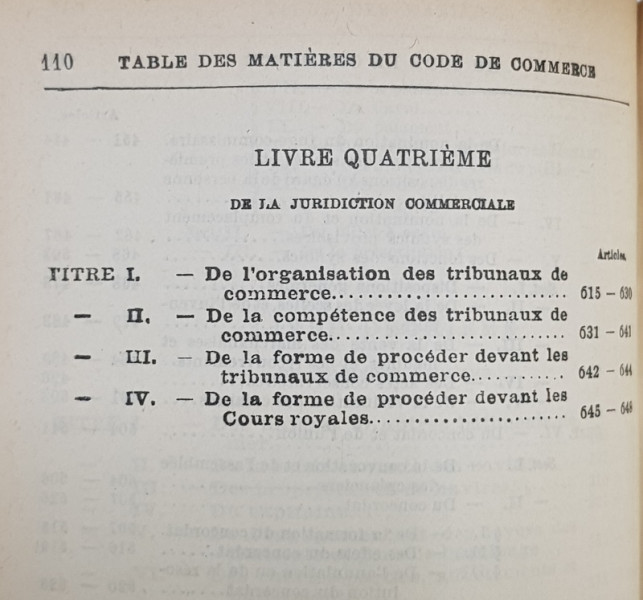 110 TABLE DES MATIÈRES DU CODE DE COMMERCE
LIVRE QUATRIÈME
DE LA JURIDICTION COMMERCIALE
Articles
TITRE I. — De l'organisation des tribunaux de
commerce........................... 615 — 630
— II. — De la compétence des tribunaux de
commerce........................... 631 — 641
— III. — De la forme de procéder devant les
tribunaux de commerce........... 642 — 644
— IV. — De la forme de procéder devant les
Cours royales....................... 645 — 648